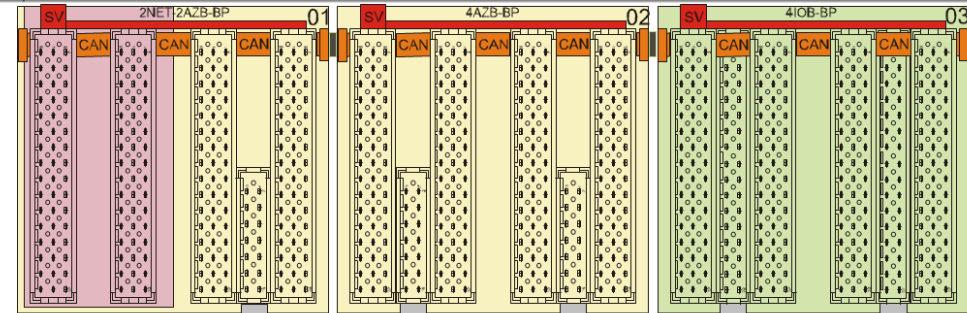 SV 2NET-2AZB-BP 01
CAN CAN CAN
SV 4AZB-BP 02
CAN CAN CAN
SV 4IOB-BP 03
CAN CAN CAN